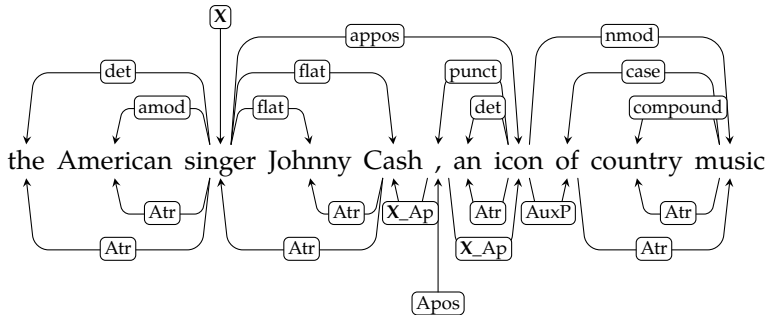 X
appos nmod
det flat punct case
amod flat det compound
the American singer Johnny Cash , an icon of country music
Atr Atr X_Ap Atr AuxP Atr
Atr Atr X_Ap Atr
Apos